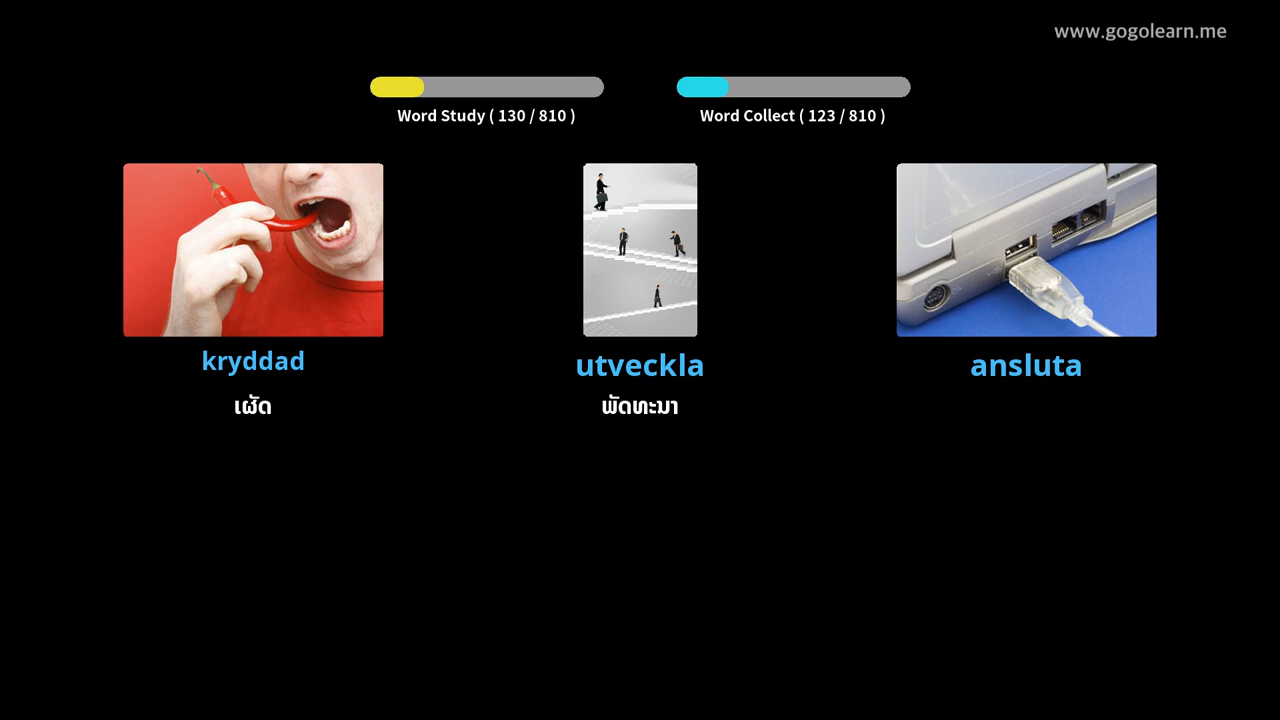 www.gogolearn.me
Word Study ( 130 / 810 )
Word Collect ( 123 / 810 )
kryddad
utveckla
ansluta
ເຜັດ
ພັດທະນາ